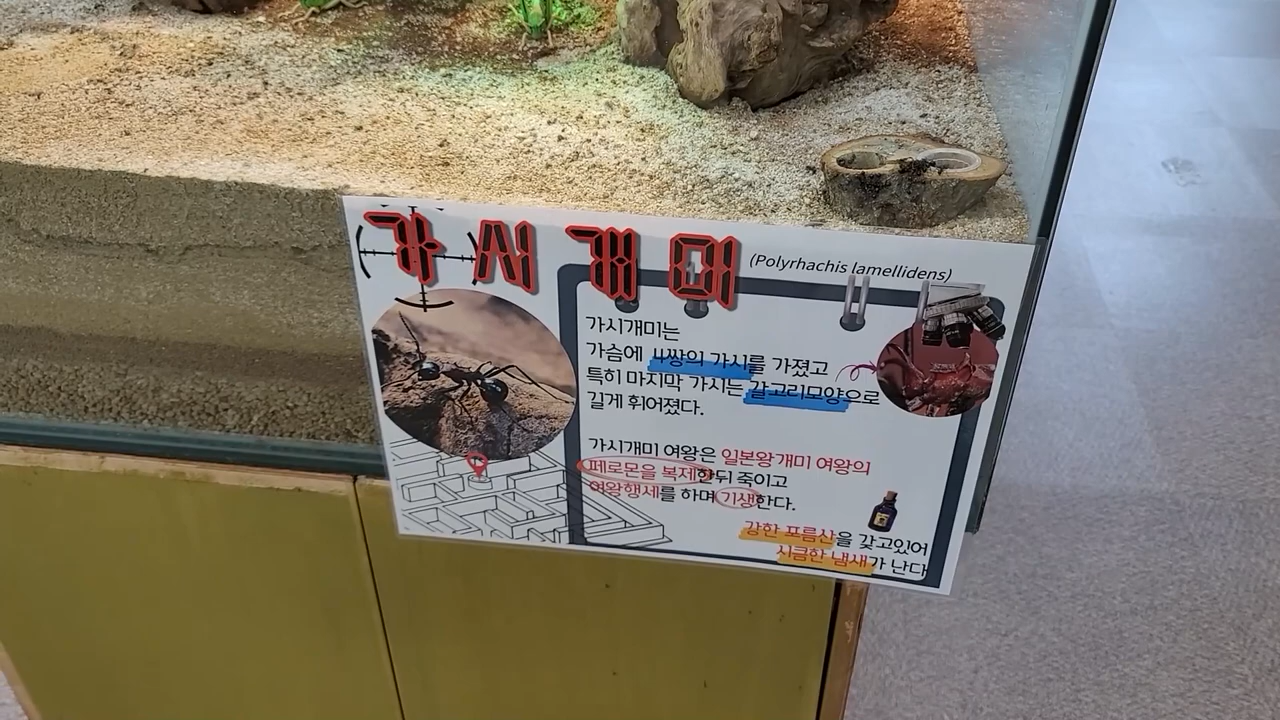 가시개미 (Polyrhachis lamellidens)
가시개미는
가슴에 4쌍의 가시를 가졌고
특히 마지막 가시는 갈고리모양으로
길게 휘어졌다.
가시개미 여왕은 일본왕개미 여왕의
페로몬을 복제한뒤 죽이고
여왕행세를 하며 기생한다.
강한 포름산을 갖고있어
시큼한 냄새가 난다